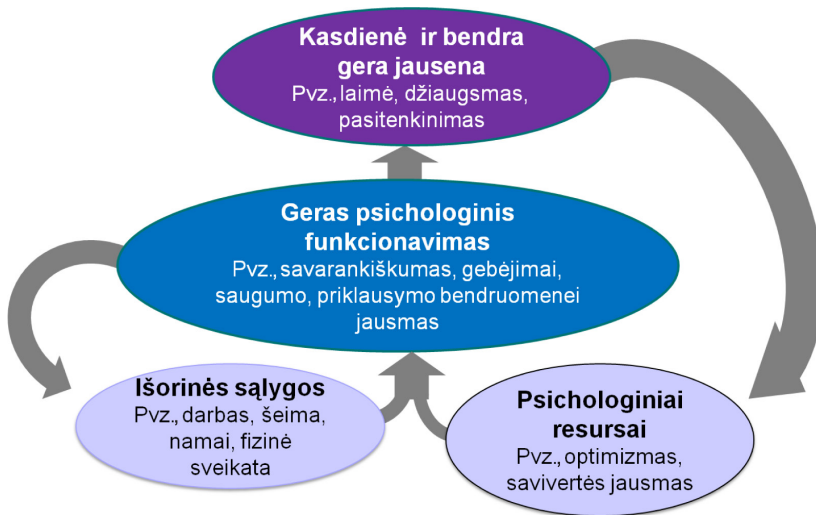 Kasdienė ir bendra
gera jausena
Pvz., laimė, džiaugsmas,
pasitenkinimas
Geras psichologinis
funkcionavimas
Pvz., savarankiškumas, gebėjimai,
saugumo, priklausymo bendruomenei
jausmas
Išorinės sąlygos
Pvz., darbas, šeima,
namai, fizinė
sveikata
Psichologiniai
resursai
Pvz., optimizmas,
savivertės jausmas